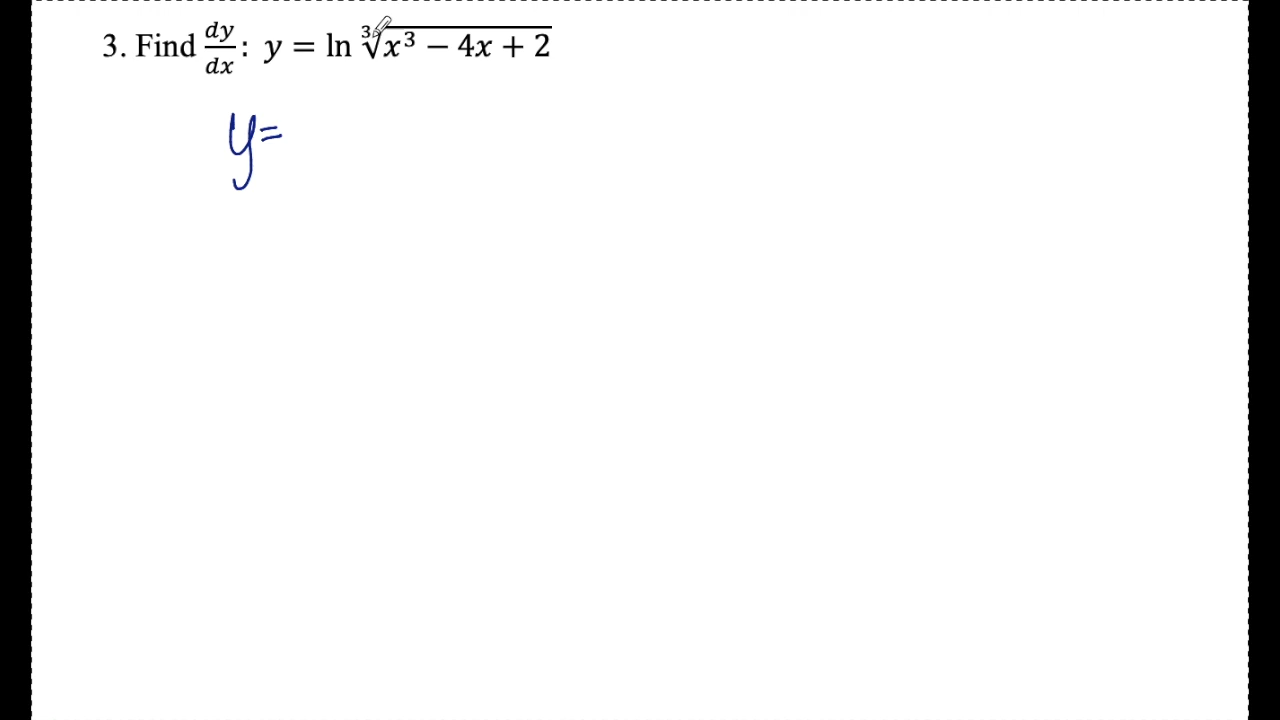 3. Find dy/dx: y = ln ∛(x³ − 4x + 2)
y=